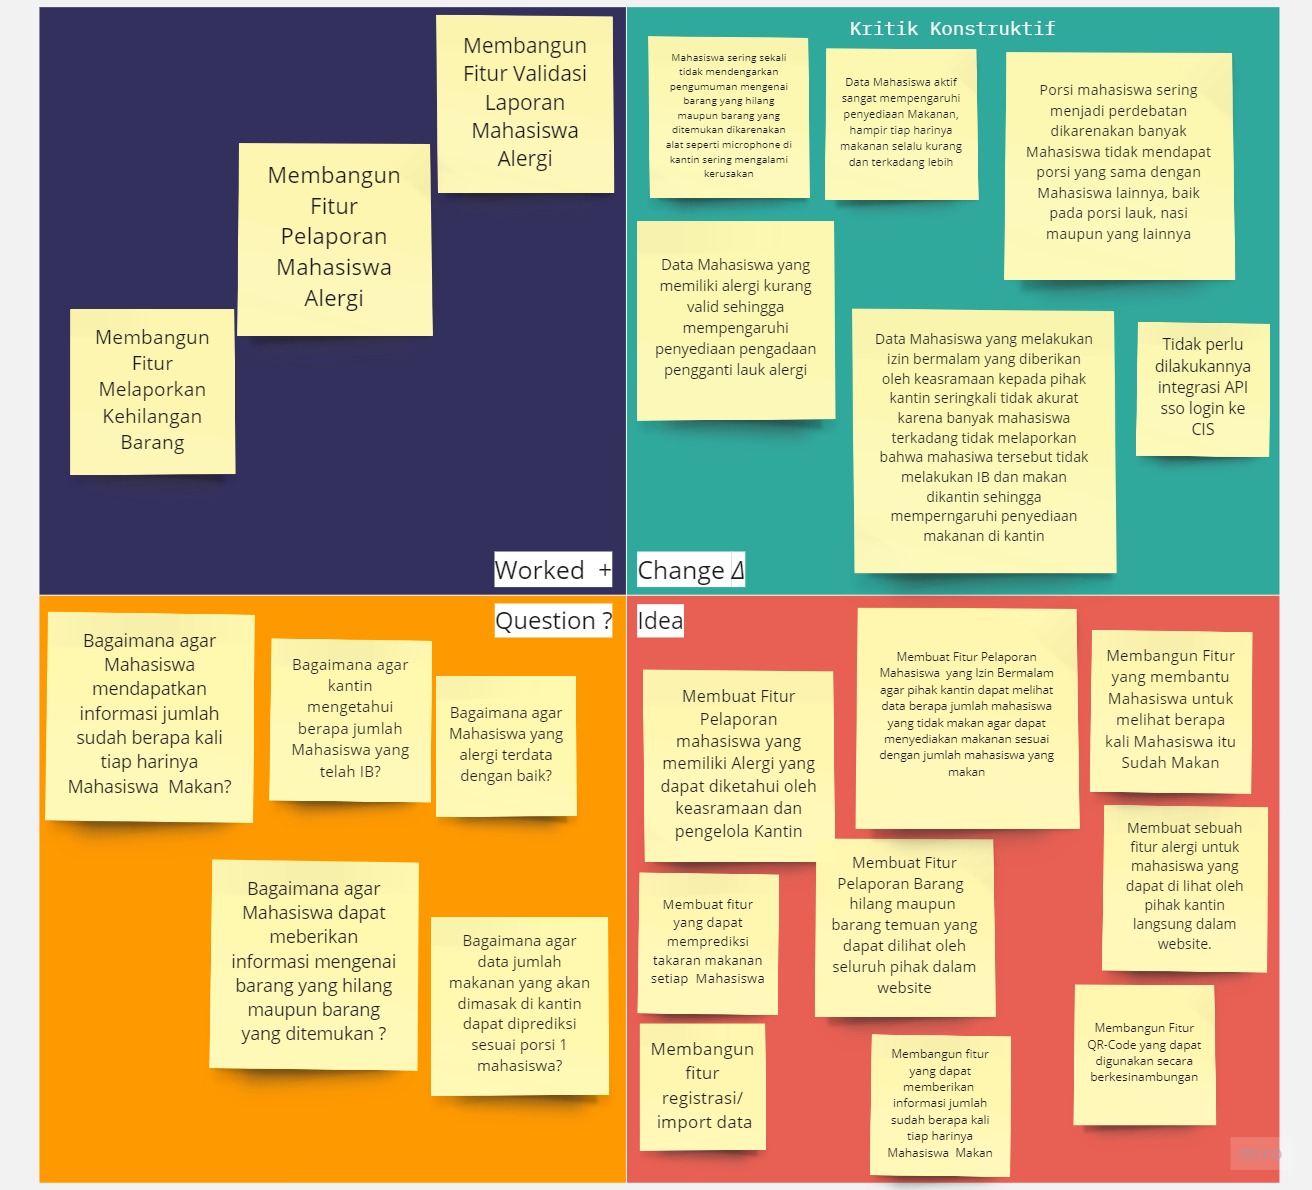 Membangun
Fitur Validasi
Laporan
Mahasiswa
Alergi
Membangun
Fitur
Pelaporan
Mahasiswa
Alergi
Membangun
Fitur
Melaporkan
Kehilangan
Barang
Worked +
Kritik Konstruktif
Mahasiswa sering sekali
tidak mendengarkan
pengumuman mengenai
barang yang hilang
maupun barang yang
ditemukan dikarenakan
alat seperti microphone di
kantin sering mengalami
kerusakan
Data Mahasiswa aktif
sangat mempengaruhi
penyediaan Makanan,
hampir tiap harinya
makanan selalu kurang
dan terkadang lebih
Porsi mahasiswa sering
menjadi perdebatan
dikarenakan banyak
Mahasiswa tidak mendapat
porsi yang sama dengan
Mahasiswa lainnya, baik
pada porsi lauk, nasi
maupun yang lainnya
Data Mahasiswa yang
memiliki alergi kurang
valid sehingga
mempengaruhi
penyediaan pengadaan
pengganti lauk alergi
Data Mahasiswa yang melakukan
izin bermalam yang diberikan
oleh keasramaan kepada pihak
kantin seringkali tidak akurat
karena banyak mahasiswa
terkadang tidak melaporkan
bahwa mahasiwa tersebut tidak
melakukan IB dan makan
dikantin sehingga
memperngaruhi penyediaan
makanan di kantin
Tidak perlu
dilakukannya
integrasi API
sso login ke
CIS
Change Δ
Question ?
Bagaimana agar
Mahasiswa
mendapatkan
informasi jumlah
sudah berapa kali
tiap harinya
Mahasiswa Makan?
Bagaimana agar
kantin
mengetahui
berapa jumlah
Mahasiswa yang
telah IB?
Bagaimana agar
Mahasiswa yang
alergi terdata
dengan baik?
Bagaimana agar
Mahasiswa dapat
meberikan
informasi mengenai
barang yang hilang
maupun barang
yang ditemukan ?
Bagaimana agar
data jumlah
makanan yang akan
dimasak di kantin
dapat diprediksi
sesuai porsi 1
mahasiswa?
Idea
Membuat Fitur
Pelaporan
mahasiswa yang
memiliki Alergi yang
dapat diketahui oleh
keasramaan dan
pengelola Kantin
Membuat Fitur Pelaporan
Mahasiswa yang Izin Bermalam
agar pihak kantin dapat melihat
data berapa jumlah mahasiswa
yang tidak makan agar dapat
menyediakan makanan sesuai
dengan jumlah mahasiswa yang
makan
Membangun Fitur
yang membantu
Mahasiswa untuk
melihat berapa
kali Mahasiswa itu
Sudah Makan
Membuat fitur
yang dapat
memprediksi
takaran makanan
setiap Mahasiswa
Membuat Fitur
Pelaporan Barang
hilang maupun
barang temuan yang
dapat dilihat oleh
seluruh pihak dalam
website
Membuat sebuah
fitur alergi untuk
mahasiswa yang
dapat di lihat oleh
pihak kantin
langsung dalam
website.
Membangun
fitur
registrasi/
import data
Membangun fitur
yang dapat
memberikan
informasi jumlah
sudah berapa kali
tiap harinya
Mahasiswa Makan
Membangun Fitur
QR-Code yang dapat
digunakan secara
berkesinambungan